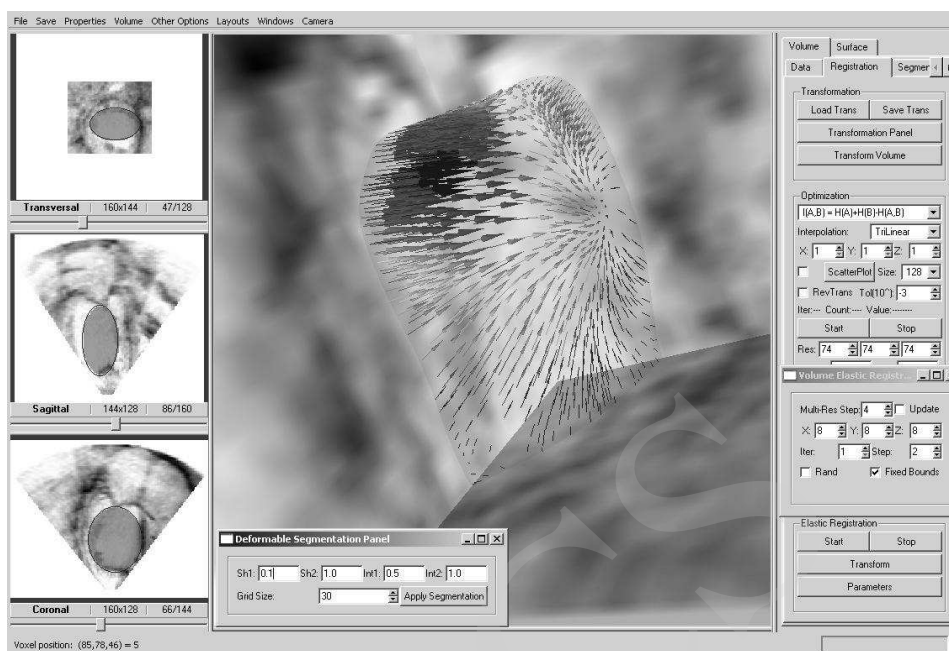 File Save Properties Volume Other Options Layouts Windows Camera
Transversal 160x144 47/128
Sagittal 144x128 86/160
Coronal 160x128 66/144
Voxel position: (85,78,46) = 5
Deformable Segmentation Panel
Sh1: 0.1 Sh2: 1.0 Int1: 0.5 Int2: 1.0
Grid Size: 30 Apply Segmentation
Volume Surface
Data Registration Segmer
Transformation
Load Trans Save Trans
Transformation Panel
Transform Volume
Optimization
I(A,B) = H(A)+H(B)-H(A,B)
Interpolation: TriLinear
X: 1 Y: 1 Z: 1
ScatterPlot Size: 128
RevTrans Tol(10^): -3
Iter:--- Count:---- Value:--------
Start Stop
Res: 74 74 74
Volume Elastic Registr...
Multi-Res Step: 4 Update
X: 8 Y: 8 Z: 8
Iter: 1 Step: 2
Rand Fixed Bounds
Elastic Registration
Start Stop
Transform
Parameters